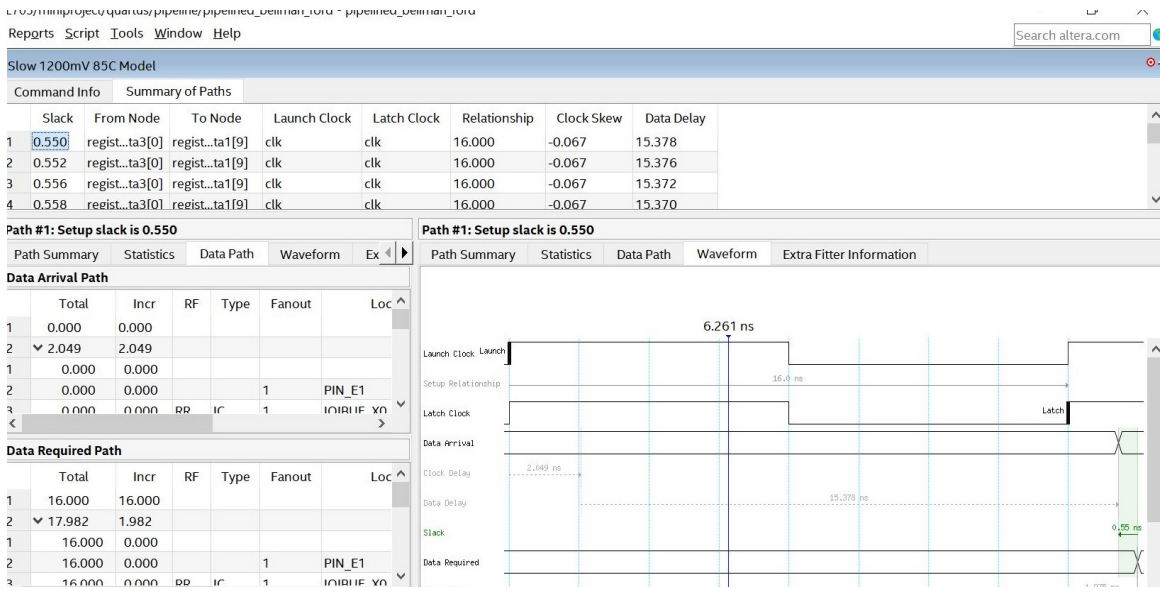 L705/miniproject/quartus/pipeline/pipelined_bellman_ford - pipelined_bellman_ford
Reports Script Tools Window Help
Search altera.com
Slow 1200mV 85C Model
Command Info Summary of Paths
Slack From Node To Node Launch Clock Latch Clock Relationship Clock Skew Data Delay
1 0.550 regist...ta3[0] regist...ta1[9] clk clk 16.000 -0.067 15.378
2 0.552 regist...ta3[0] regist...ta1[9] clk clk 16.000 -0.067 15.376
3 0.556 regist...ta3[0] regist...ta1[9] clk clk 16.000 -0.067 15.372
4 0.558 regist...ta3[0] regist...ta1[9] clk clk 16.000 -0.067 15.370
Path #1: Setup slack is 0.550
Path Summary Statistics Data Path Waveform Ex
Data Arrival Path
Total Incr RF Type Fanout Loc
1 0.000 0.000
2 2.049 2.049
1 0.000 0.000
2 0.000 0.000 1 PIN_E1
3 0.000 0.000 RR IC 1 IOIBUF_X0
Data Required Path
Total Incr RF Type Fanout Loc
1 16.000 16.000
2 17.982 1.982
1 16.000 0.000
2 16.000 0.000 1 PIN_E1
3 16.000 0.000 RR IC 1 IOIBUF_X0
Path #1: Setup slack is 0.550
Path Summary Statistics Data Path Waveform Extra Fitter Information
6.261 ns
Launch Clock Launch
Setup Relationship 16.0 ns
Latch Clock Latch
Data Arrival
Clock Delay 2.049 ns
Data Delay 15.378 ns
Slack 0.55 ns
Data Required